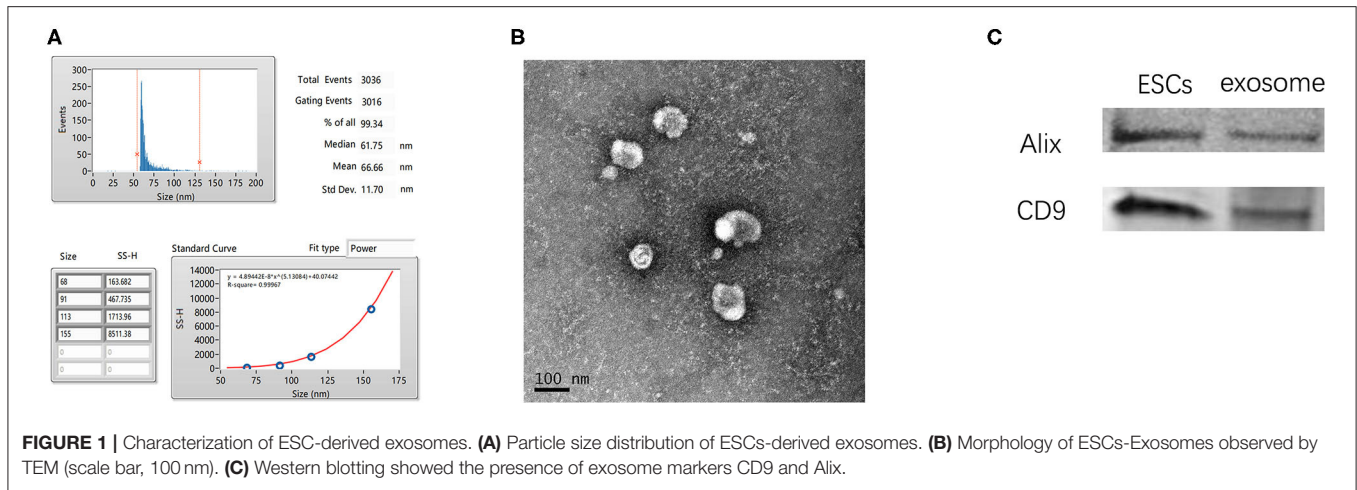 A
300
250
200
150
100
50
0
Events
0 25 50 75 100 125 150 175 200
Size (nm)
Total Events 3036
Gating Events 3016
% of all 99.34
Median 61.75 nm
Mean 66.66 nm
Std Dev. 11.70 nm
Size SS-H
68 163.682
91 467.735
113 1713.96
155 8511.38
0 0
0 0
Standard Curve Fit type Power
y = 4.89442E-8*x^(5.13084)+40.07442
R-square= 0.99967
14000
12000
10000
8000
6000
4000
2000
0
SS-H
50 75 100 125 150 175
Size (nm)
B
100 nm
C
ESCs exosome
Alix
CD9
FIGURE 1 | Characterization of ESC-derived exosomes. (A) Particle size distribution of ESCs-derived exosomes. (B) Morphology of ESCs-Exosomes observed by
TEM (scale bar, 100 nm). (C) Western blotting showed the presence of exosome markers CD9 and Alix.